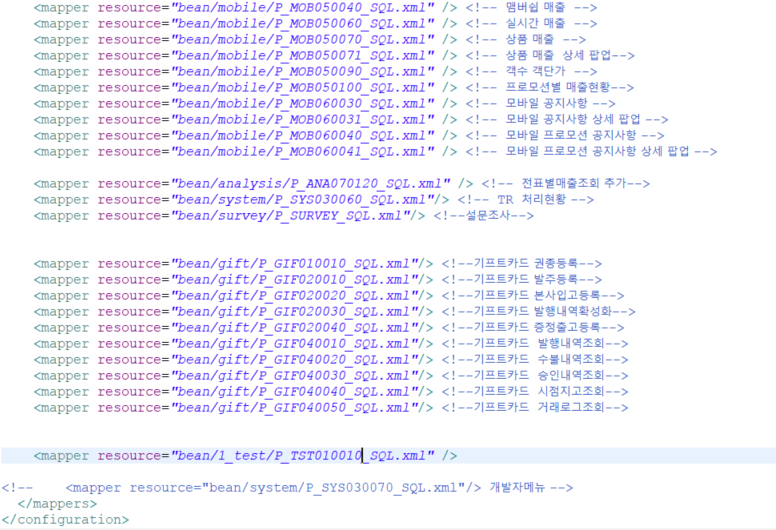 <mapper resource="bean/mobile/P_MOB050040_SQL.xml" /> <!-- 맴버쉽 매출  -->
<mapper resource="bean/mobile/P_MOB050060_SQL.xml" /> <!-- 실시간 매출  -->
<mapper resource="bean/mobile/P_MOB050070_SQL.xml" /> <!-- 상품 매출  -->
<mapper resource="bean/mobile/P_MOB050071_SQL.xml" /> <!-- 상품 매출  상세 팝업-->
<mapper resource="bean/mobile/P_MOB050090_SQL.xml" /> <!-- 객수 객단가  -->
<mapper resource="bean/mobile/P_MOB050100_SQL.xml" /> <!-- 프로모션별 매출현황-->
<mapper resource="bean/mobile/P_MOB060030_SQL.xml" /> <!-- 모바일 공지사항 -->
<mapper resource="bean/mobile/P_MOB060031_SQL.xml" /> <!-- 모바일 공지사항 상세 팝업 -->
<mapper resource="bean/mobile/P_MOB060040_SQL.xml" /> <!-- 모바일 프로모션 공지사항 -->
<mapper resource="bean/mobile/P_MOB060041_SQL.xml" /> <!-- 모바일 프로모션 공지사항 상세 팝업 -->
<mapper resource="bean/analysis/P_ANA070120_SQL.xml" /> <!-- 전표별매출조회 추가-->
<mapper resource="bean/system/P_SYS030060_SQL.xml"/> <!-- TR 처리현황 -->
<mapper resource="bean/survey/P_SURVEY_SQL.xml"/> <!--설문조사-->
<mapper resource="bean/gift/P_GIF010010_SQL.xml"/> <!--기프트카드 권종등록-->
<mapper resource="bean/gift/P_GIF020010_SQL.xml"/> <!--기프트카드 발주등록-->
<mapper resource="bean/gift/P_GIF020020_SQL.xml"/> <!--기프트카드 본사입고등록-->
<mapper resource="bean/gift/P_GIF020030_SQL.xml"/> <!--기프트카드 발행내역확성화-->
<mapper resource="bean/gift/P_GIF020040_SQL.xml"/> <!--기프트카드 증정출고등록-->
<mapper resource="bean/gift/P_GIF040010_SQL.xml"/> <!--기프트카드  발행내역조회-->
<mapper resource="bean/gift/P_GIF040020_SQL.xml"/> <!--기프트카드  수불내역조회-->
<mapper resource="bean/gift/P_GIF040030_SQL.xml"/> <!--기프트카드  승인내역조회-->
<mapper resource="bean/gift/P_GIF040040_SQL.xml"/> <!--기프트카드  시점지고조회-->
<mapper resource="bean/gift/P_GIF040050_SQL.xml"/> <!--기프트카드  거래로그조회-->
<mapper resource="bean/1_test/P_TST010010_SQL.xml" />
<!--    <mapper resource="bean/system/P_SYS030070_SQL.xml"/> 개발자메뉴 -->
</mappers>
</configuration>